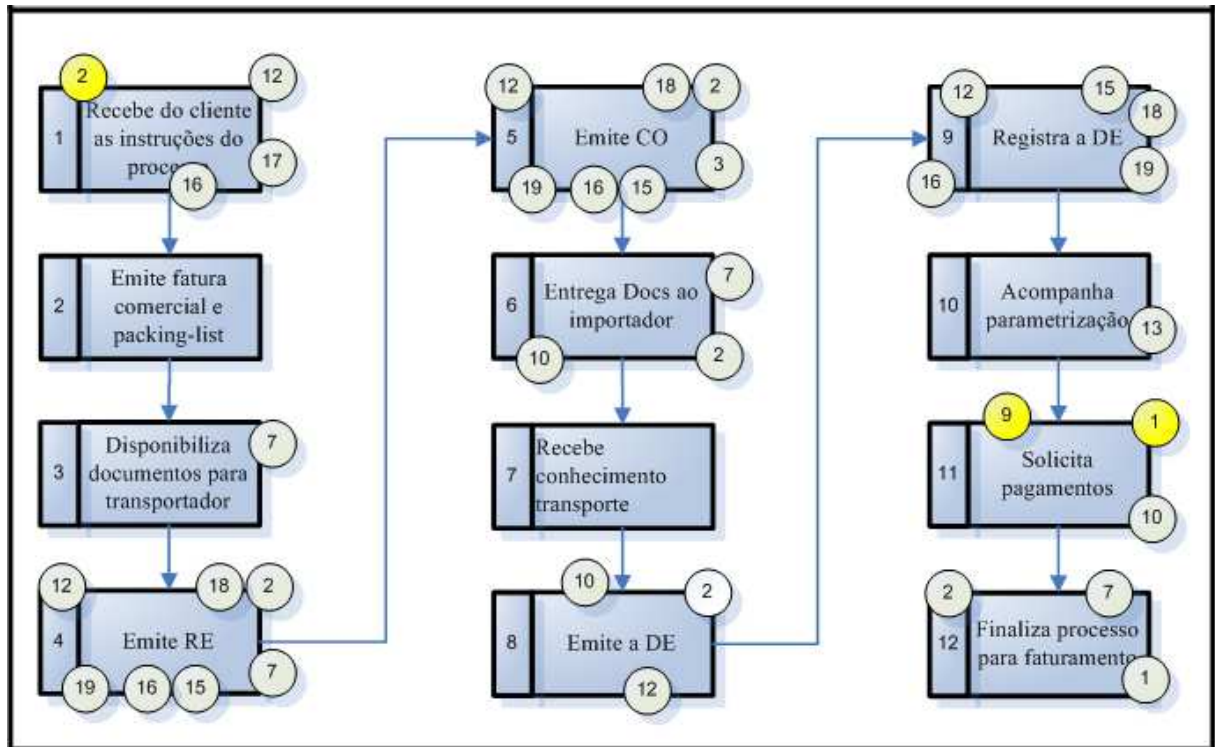 2
12
1
Recebe do cliente
as instruções do
17
16
2
Emite fatura
comercial e
packing-list
7
3
Disponibiliza
documentos para
transportador
12
18
2
4
Emite RE
7
19
16
15
12
18
2
5
Emite CO
3
19
16
15
7
6
Entrega Docs ao
importador
10
2
7
Recebe
conhecimento
transporte
10
2
8
Emite a DE
12
12
15
18
9
Registra a DE
19
16
10
Acompanha
parametrização
13
9
1
11
Solicita
pagamentos
10
2
7
12
Finaliza processo
para faturamento
1